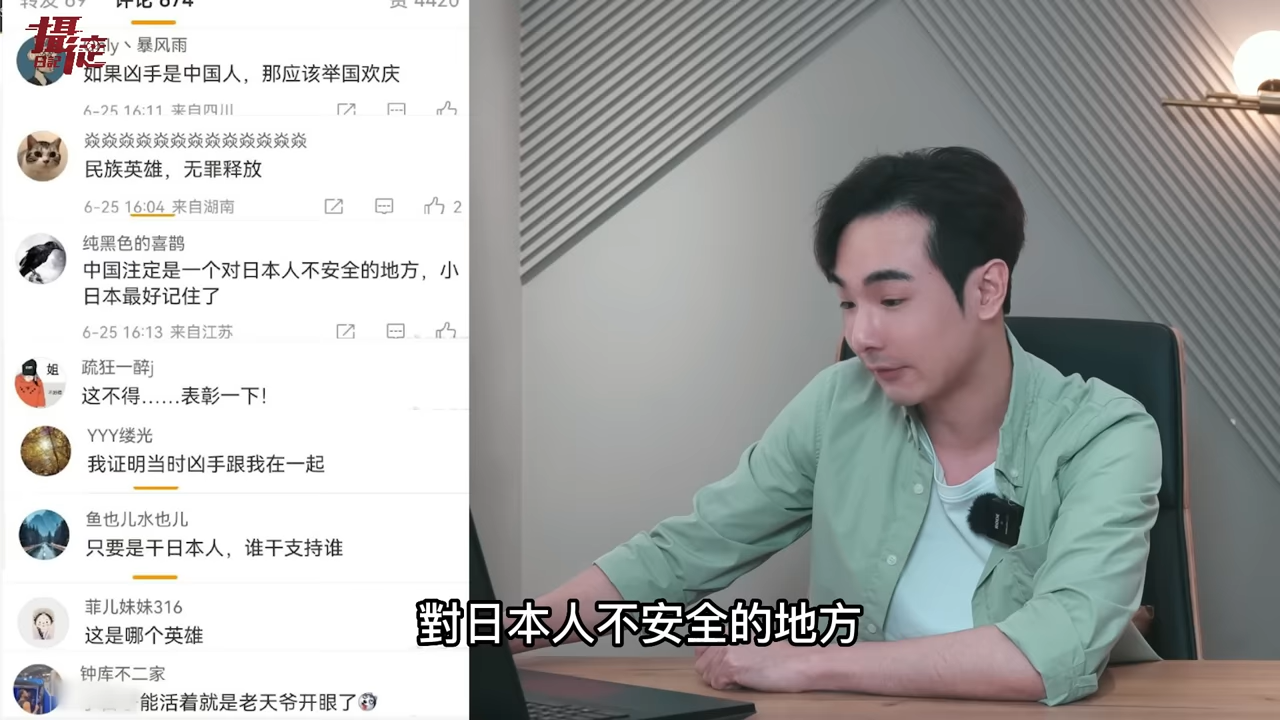 转发 89 评论 874 赞 4420
攝徒日記
暴风雨
如果凶手是中国人，那应该举国欢庆
6-25 16:11 来自四川
焱焱焱焱焱焱焱焱焱焱焱焱焱
民族英雄，无罪释放
6-25 16:04 来自湖南
2
纯黑色的喜鹊
中国注定是一个对日本人不安全的地方，小
日本最好记住了
6-25 16:13 来自江苏
姐
疏狂一醉j
这不得……表彰一下！
YYY缕光
我证明当时凶手跟我在一起
鱼也儿水也儿
只要是干日本人，谁干支持谁
菲儿妹妹316
这是哪个英雄
钟库不二家
能活着就是老天爷开眼了
對日本人不安全的地方